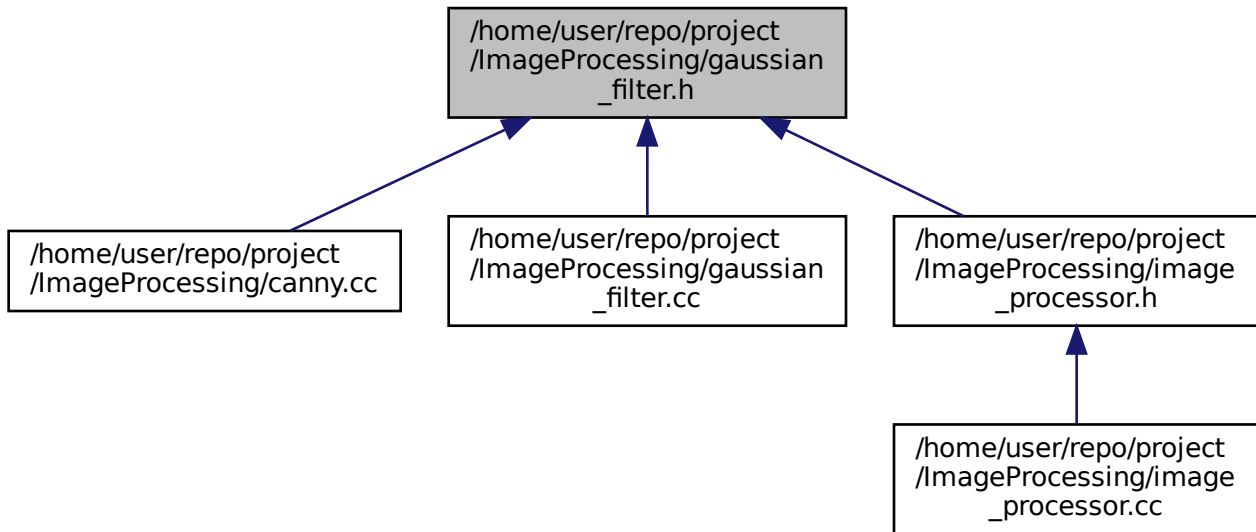 /home/user/repo/project
/ImageProcessing/gaussian
_filter.h
/home/user/repo/project
/ImageProcessing/canny.cc
/home/user/repo/project
/ImageProcessing/gaussian
_filter.cc
/home/user/repo/project
/ImageProcessing/image
_processor.h
/home/user/repo/project
/ImageProcessing/image
_processor.cc